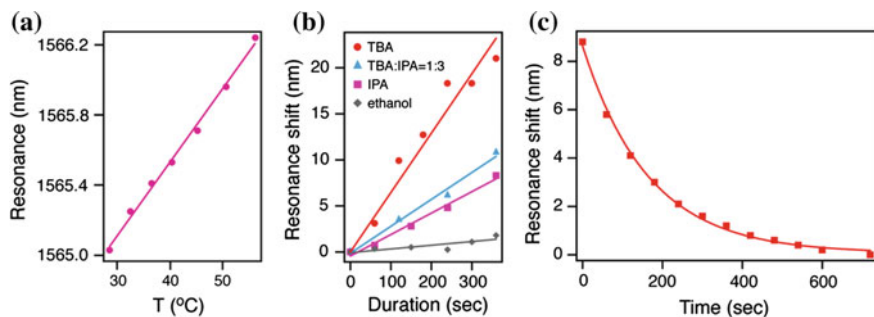 (a)
1566.2
1565.8
1565.4
1565.0
Resonance (nm)
30 40 50
T (ºC)
(b)
TBA
TBA:IPA=1:3
IPA
ethanol
20
15
10
5
0
Resonance shift (nm)
0 100 200 300
Duration (sec)
(c)
8
6
4
2
0
Resonance shift (nm)
0 200 400 600
Time (sec)